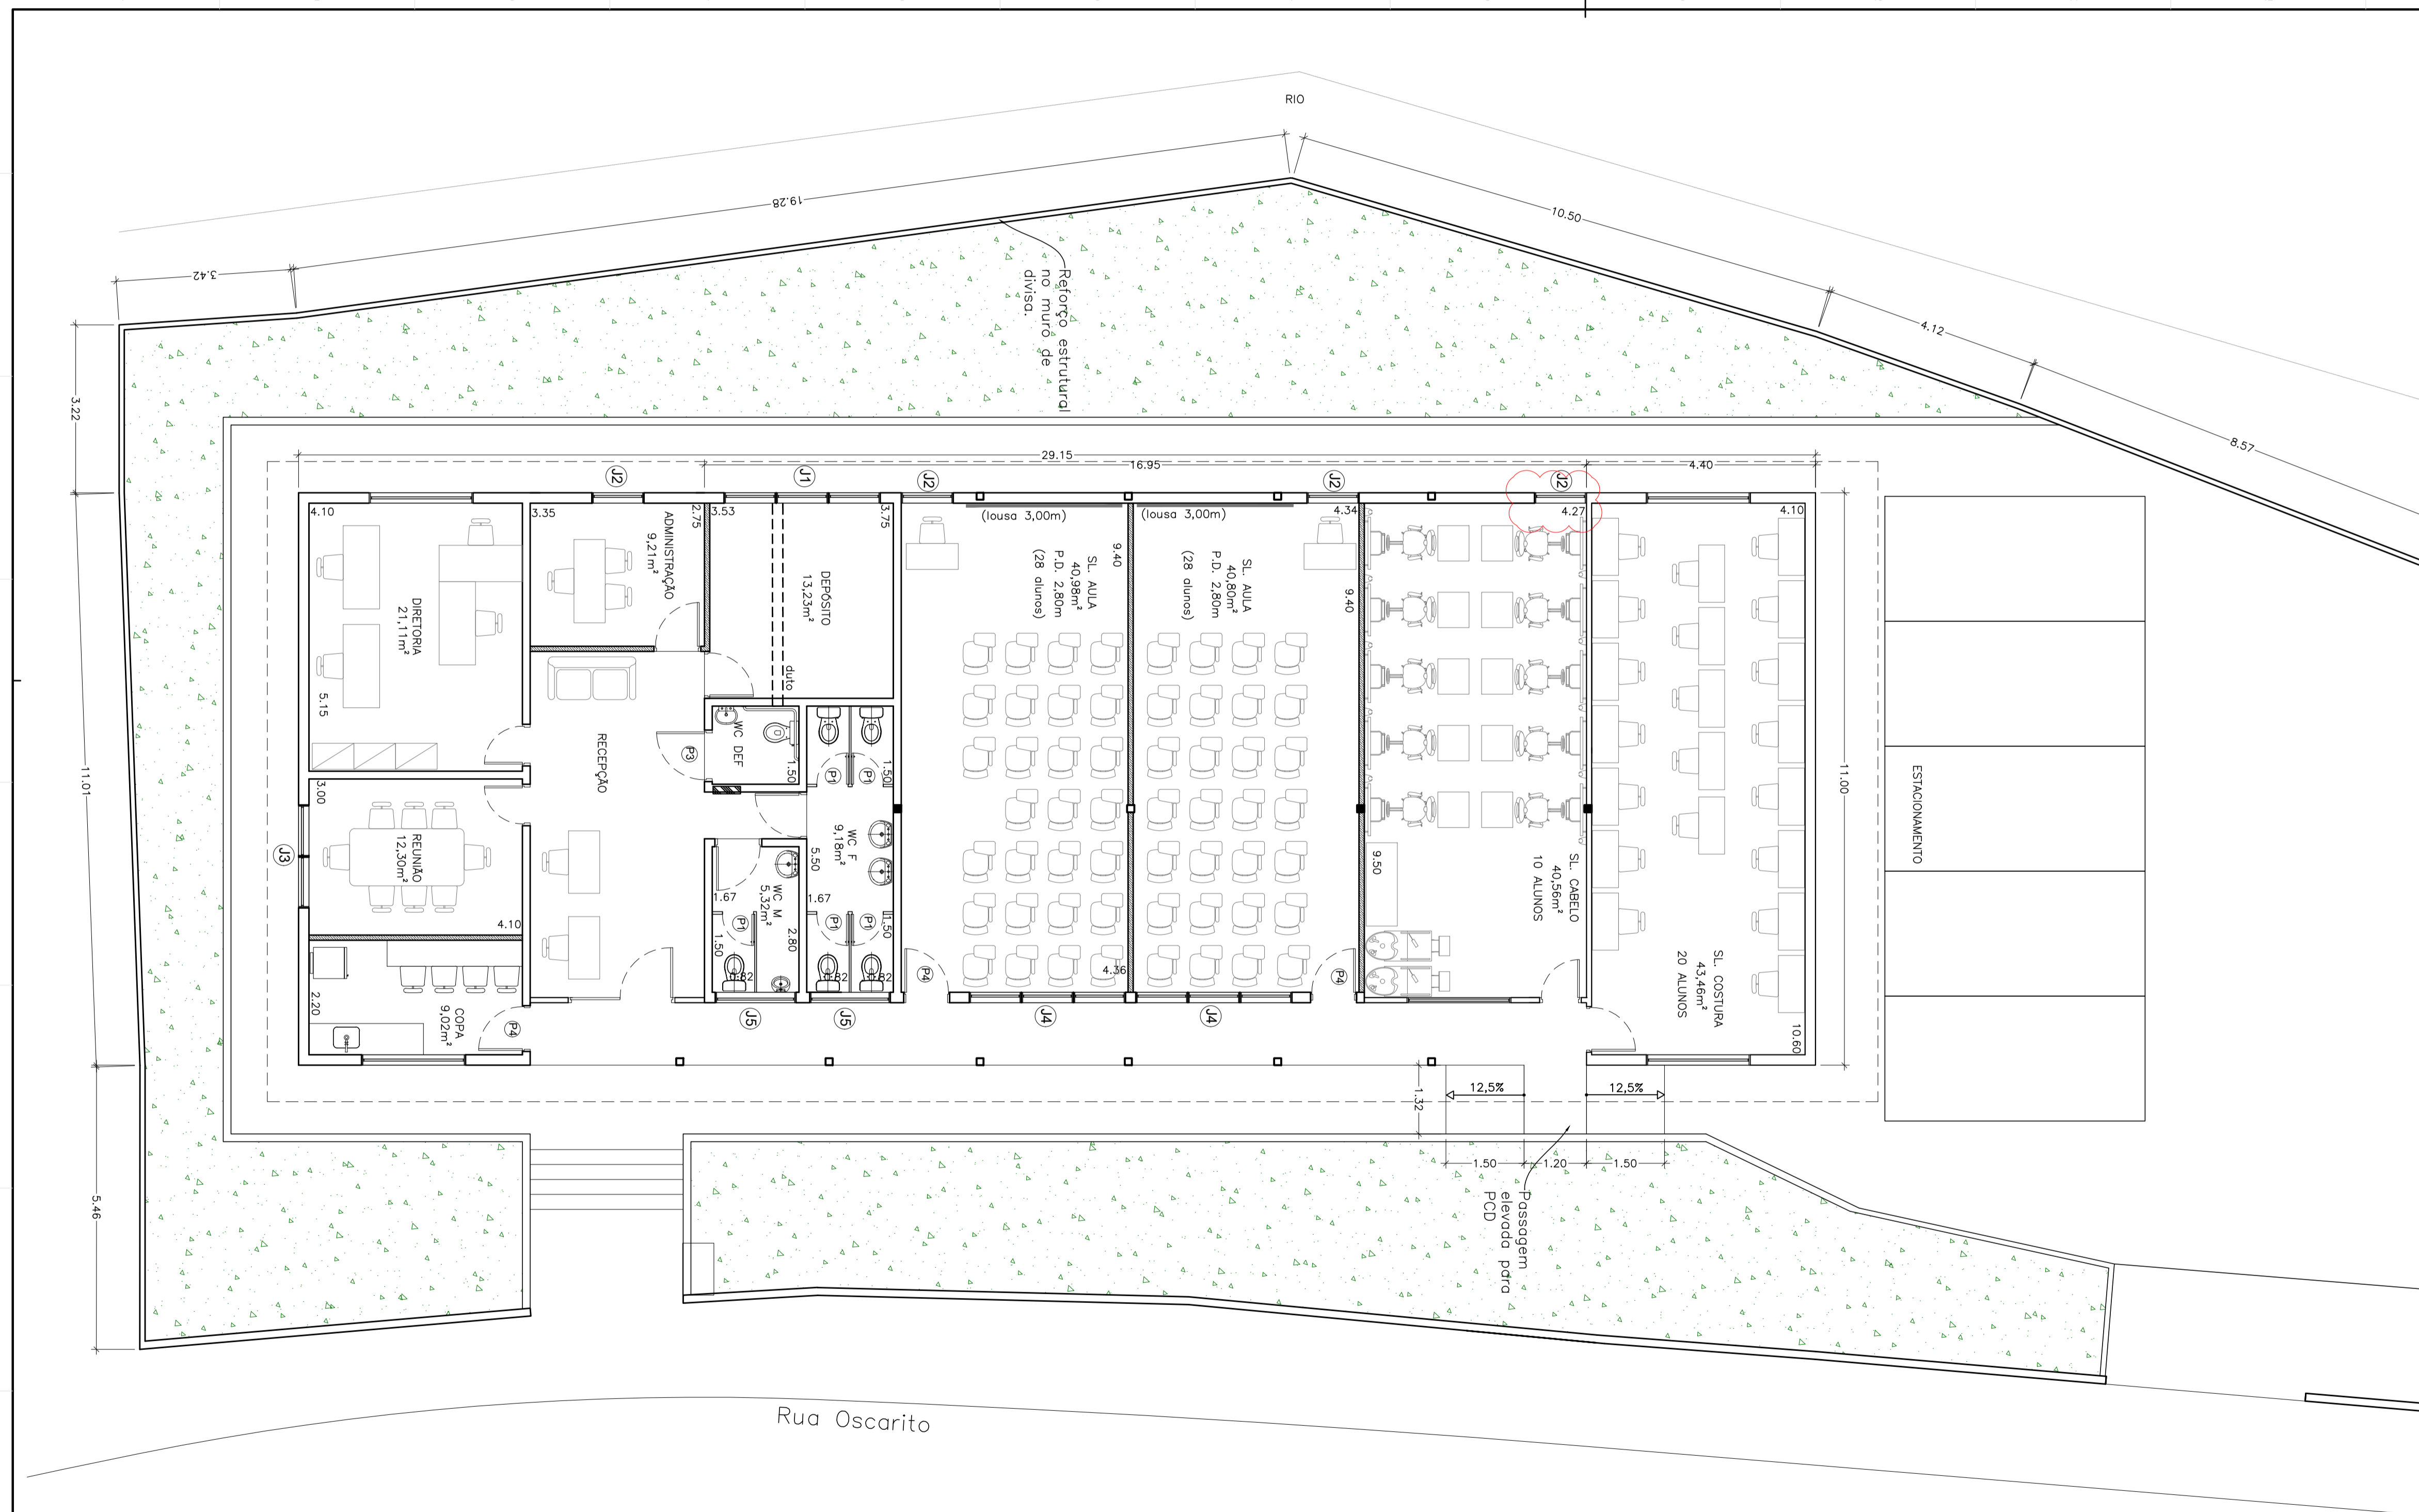 RIO
19.28
10.50
3.42
4.12
8.57
Reforço estrutural
no muro de
divisa.
3.22
11.01
5.46
29.15
16.95
4.40
J2
J1
J2
J2
J2
4.10
3.35
2.75
3.53
3.75
(lousa 3,00m)
(lousa 3,00m)
4.34
4.27
4.10
DIRETORIA
21,11m²
5.15
ADMINISTRAÇÃO
9,21m²
DEPÓSITO
13,23m²
duto
9.40
SL. AULA
40,98m²
P.D. 2,80m
(28 alunos)
SL. AULA
40,80m²
P.D. 2,80m
(28 alunos)
9.40
RECEPÇÃO
P3
WC DEF
1.50
P1
P1
1.50
3.00
REUNIÃO
12,30m²
4.10
J3
WC F
9,18m²
5.50
1.67
1.67
WC M
5,32m²
P1
P1
P1
1.50
1.50
2.80
0.82
0.82
0.82
9.50
SL. CABELO
40,56m²
10 ALUNOS
SL. COSTURA
43,46m²
20 ALUNOS
10.60
11.00
ESTACIONAMENTO
2.20
COPA
9,02m²
P4
P4
4.36
P4
J5
J5
J4
J4
1.32
12,5%
12,5%
1.50
1.20
1.50
Passagem
elevada para
PCD
Rua Oscarito